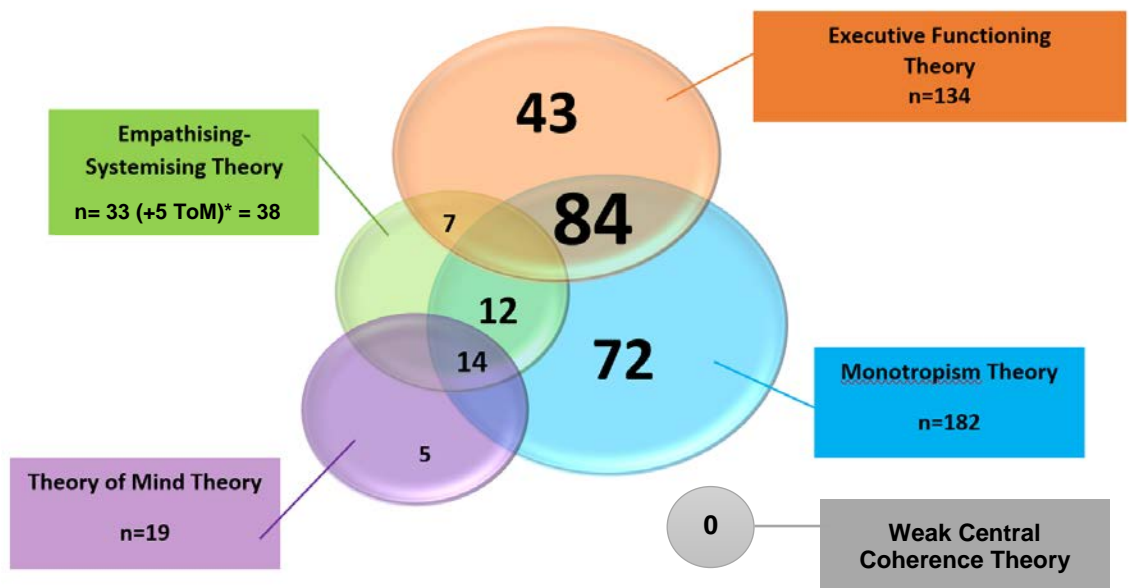 Executive Functioning
Theory
n=134
43
Empathising-
Systemising Theory
n= 33 (+5 ToM)* = 38
7
84
12
14
72
Monotropism Theory
n=182
5
Theory of Mind Theory
n=19
0
Weak Central
Coherence Theory